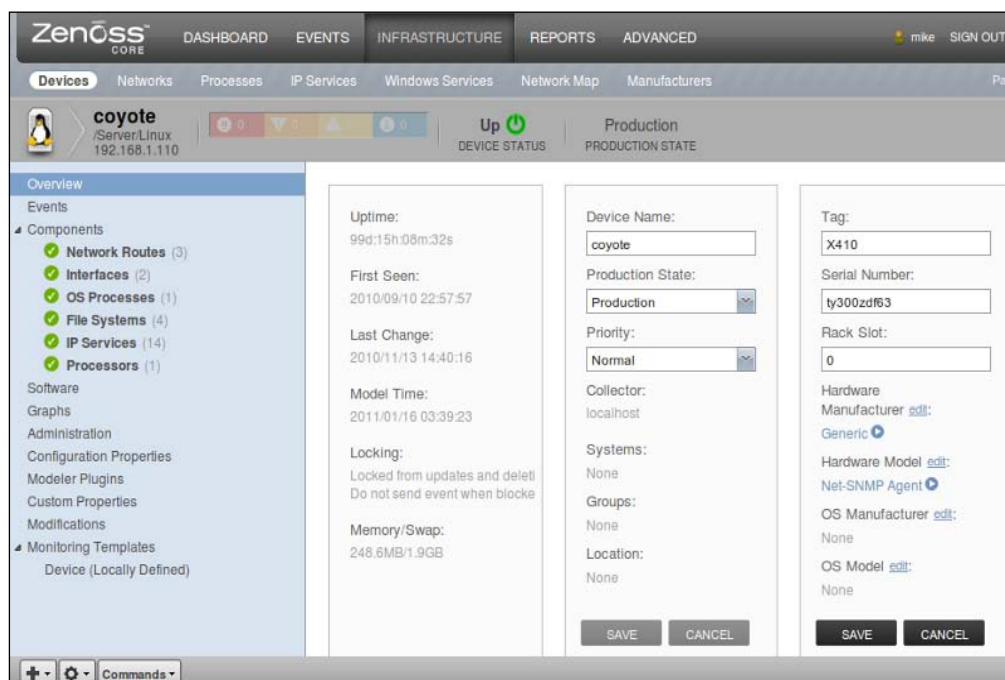 Zenoss™
CORE
DASHBOARD EVENTS INFRASTRUCTURE REPORTS ADVANCED mike SIGN OUT
Devices Networks Processes IP Services Windows Services Network Map Manufacturers Pa
coyote
/Server/Linux
192.168.1.110
0 0 0
Up
DEVICE STATUS
Production
PRODUCTION STATE
Overview
Events
Components
Network Routes (3)
Interfaces (2)
OS Processes (1)
File Systems (4)
IP Services (14)
Processors (1)
Software
Graphs
Administration
Configuration Properties
Modeler Plugins
Custom Properties
Modifications
Monitoring Templates
Device (Locally Defined)
Uptime:
99d:15h:08m:32s
First Seen:
2010/09/10 22:57:57
Last Change:
2010/11/13 14:40:16
Model Time:
2011/01/16 03:39:23
Locking:
Locked from updates and deleti
Do not send event when blocke
Memory/Swap:
248.6MB/1.9GB
Device Name:
coyote
Production State:
Production
Priority:
Normal
Collector:
localhost
Systems:
None
Groups:
None
Location:
None
SAVE CANCEL
Tag:
X410
Serial Number:
ty300zdf63
Rack Slot:
0
Hardware
Manufacturer edit:
Generic
Hardware Model edit:
Net-SNMP Agent
OS Manufacturer edit:
None
OS Model edit:
None
SAVE CANCEL
Commands